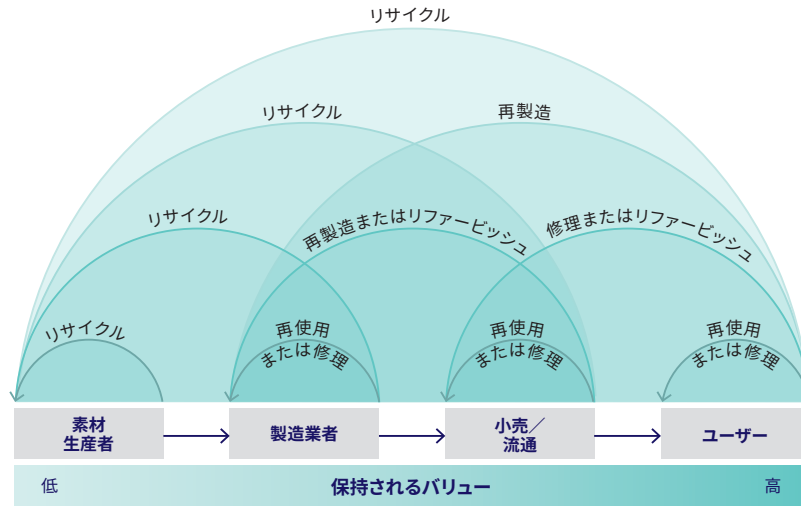 リサイクル
リサイクル
再製造
リサイクル
再製造またはリファービッシュ
修理またはリファービッシュ
リサイクル
再使用
または修理
再使用
または修理
再使用
または修理
素材
生産者
製造業者
小売／
流通
ユーザー
低
保持されるバリュー
高